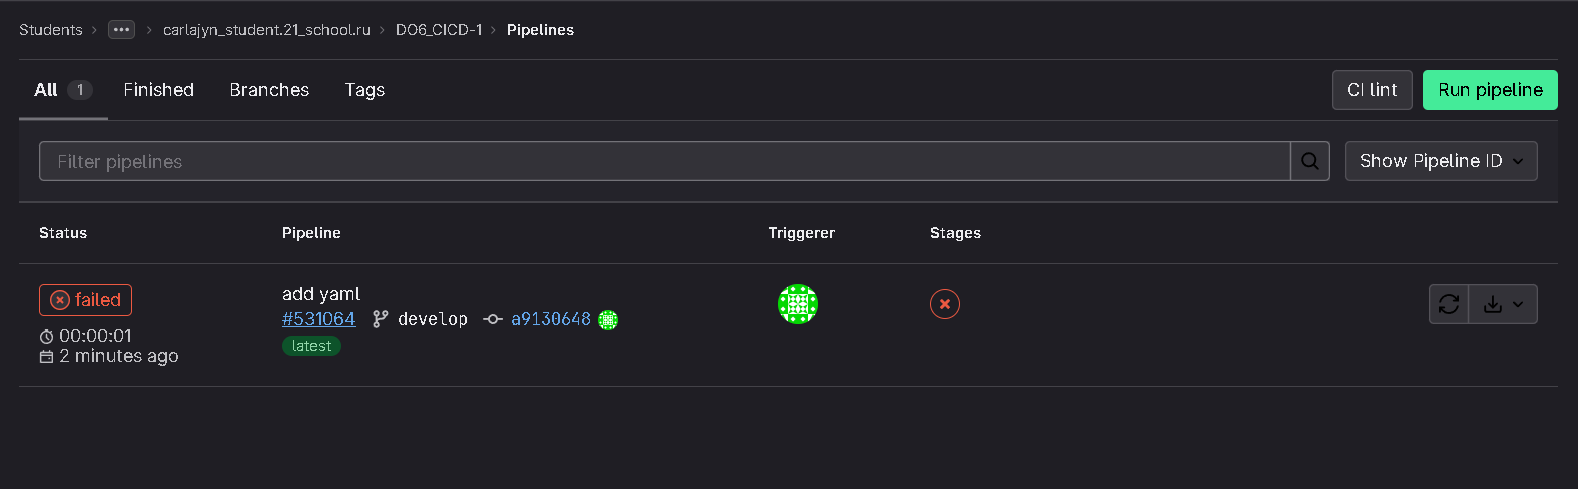 Students > ... > carlajyn_student.21_school.ru > DO6_CICD-1 > Pipelines
All 1 Finished Branches Tags CI lint Run pipeline
Filter pipelines Show Pipeline ID
Status Pipeline Triggerer Stages
failed add yaml
#531064 develop a9130648
00:00:01 latest
2 minutes ago